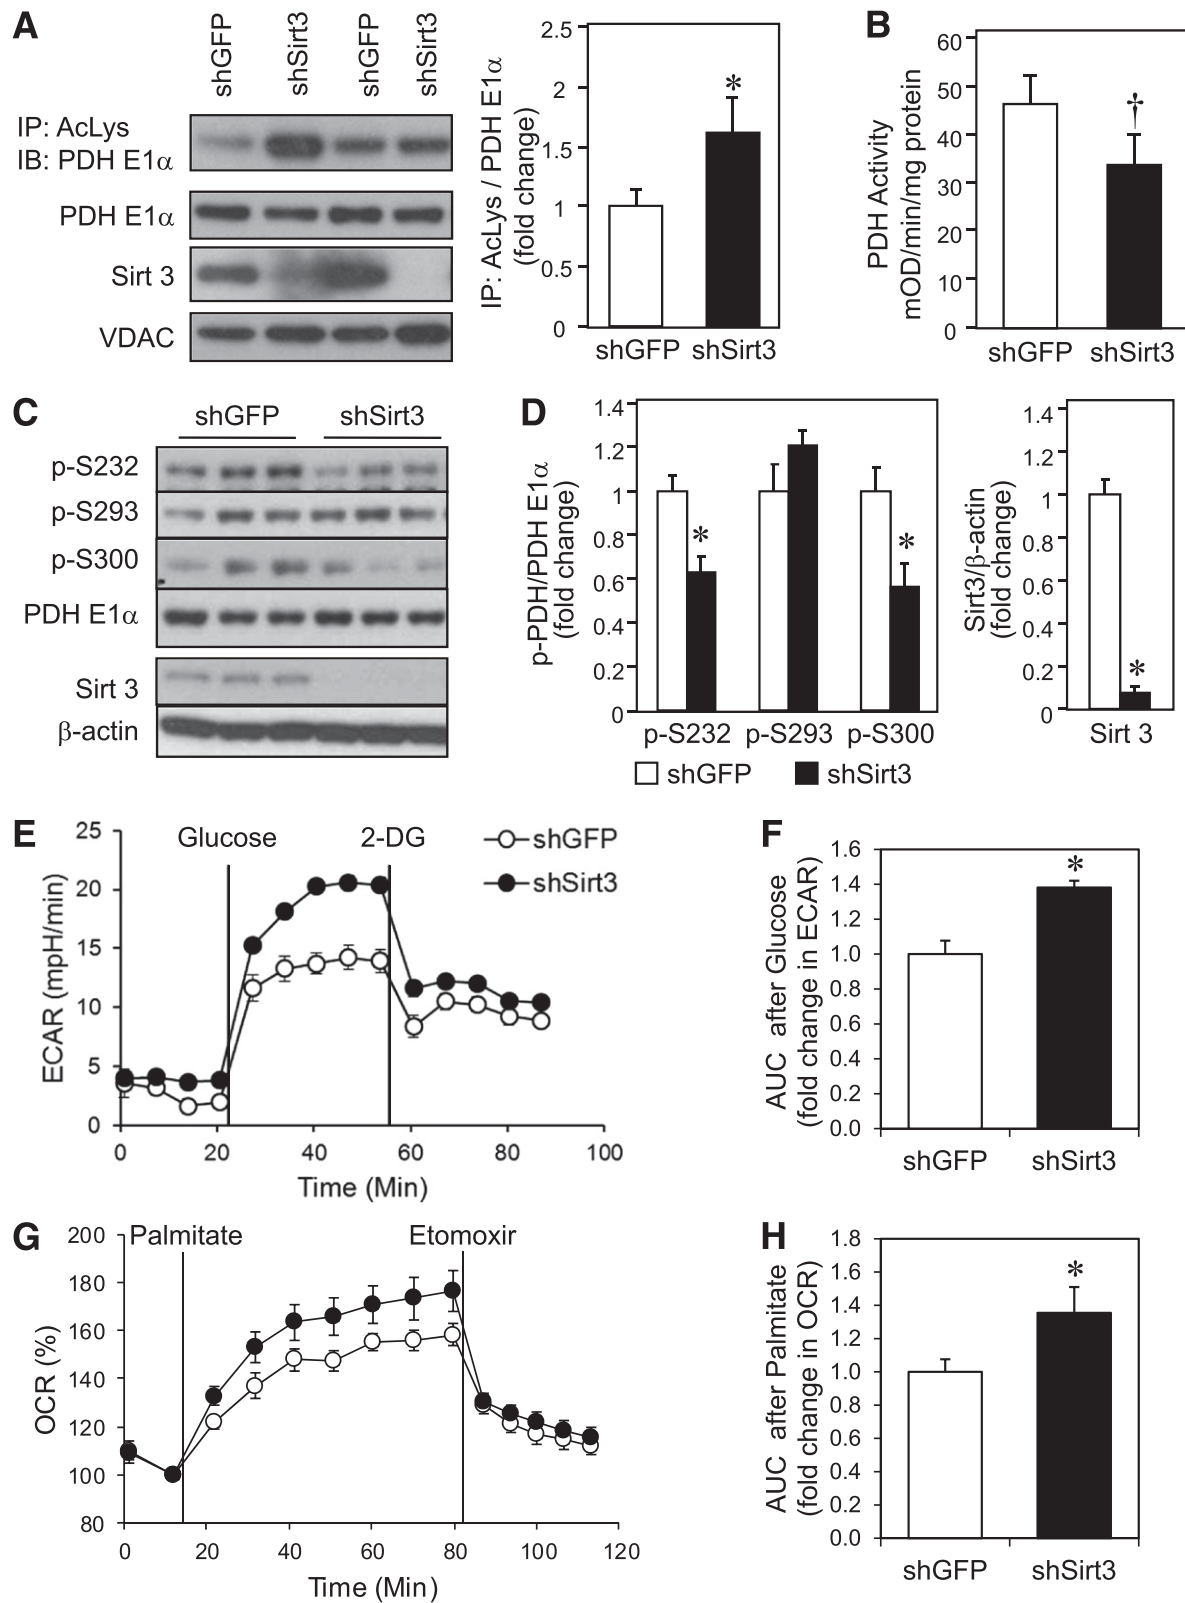 A
shGFP
shSirt3
shGFP
shSirt3
IP: AcLys
IB: PDH E1α
PDH E1α
Sirt 3
VDAC
IP: AcLys / PDH E1α
(fold change)
2.5
2
1.5
1
0.5
0
*
shGFP shSirt3
B
PDH Activity
mOD/min/mg protein
60
50
40
30
20
10
0
†
shGFP shSirt3
C
shGFP shSirt3
p-S232
p-S293
p-S300
PDH E1α
Sirt 3
β-actin
D
p-PDH/PDH E1α
(fold change)
1.4
1.2
1
0.8
0.6
0.4
0.2
0
*
*
p-S232 p-S293 p-S300
shGFP shSirt3
Sirt3/β-actin
(fold change)
1.4
1.2
1
0.8
0.6
0.4
0.2
0
*
Sirt 3
E
Glucose 2-DG
shGFP
shSirt3
ECAR (mpH/min)
25
20
15
10
5
0
0 20 40 60 80 100
Time (Min)
F
AUC after Glucose
(fold change in ECAR)
1.6
1.4
1.2
1.0
0.8
0.6
0.4
0.2
0.0
*
shGFP shSirt3
G
Palmitate Etomoxir
OCR (%)
200
180
160
140
120
100
80
0 20 40 60 80 100 120
Time (Min)
H
AUC after Palmitate
(fold change in OCR)
1.8
1.6
1.4
1.2
1.0
0.8
0.6
0.4
0.2
0.0
*
shGFP shSirt3